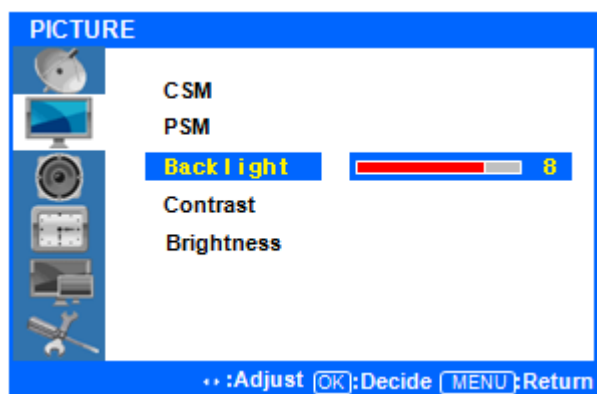 PICTURE
CSM
PSM
Backlight 8
Contrast
Brightness
↔ :Adjust OK:Decide MENU:Return